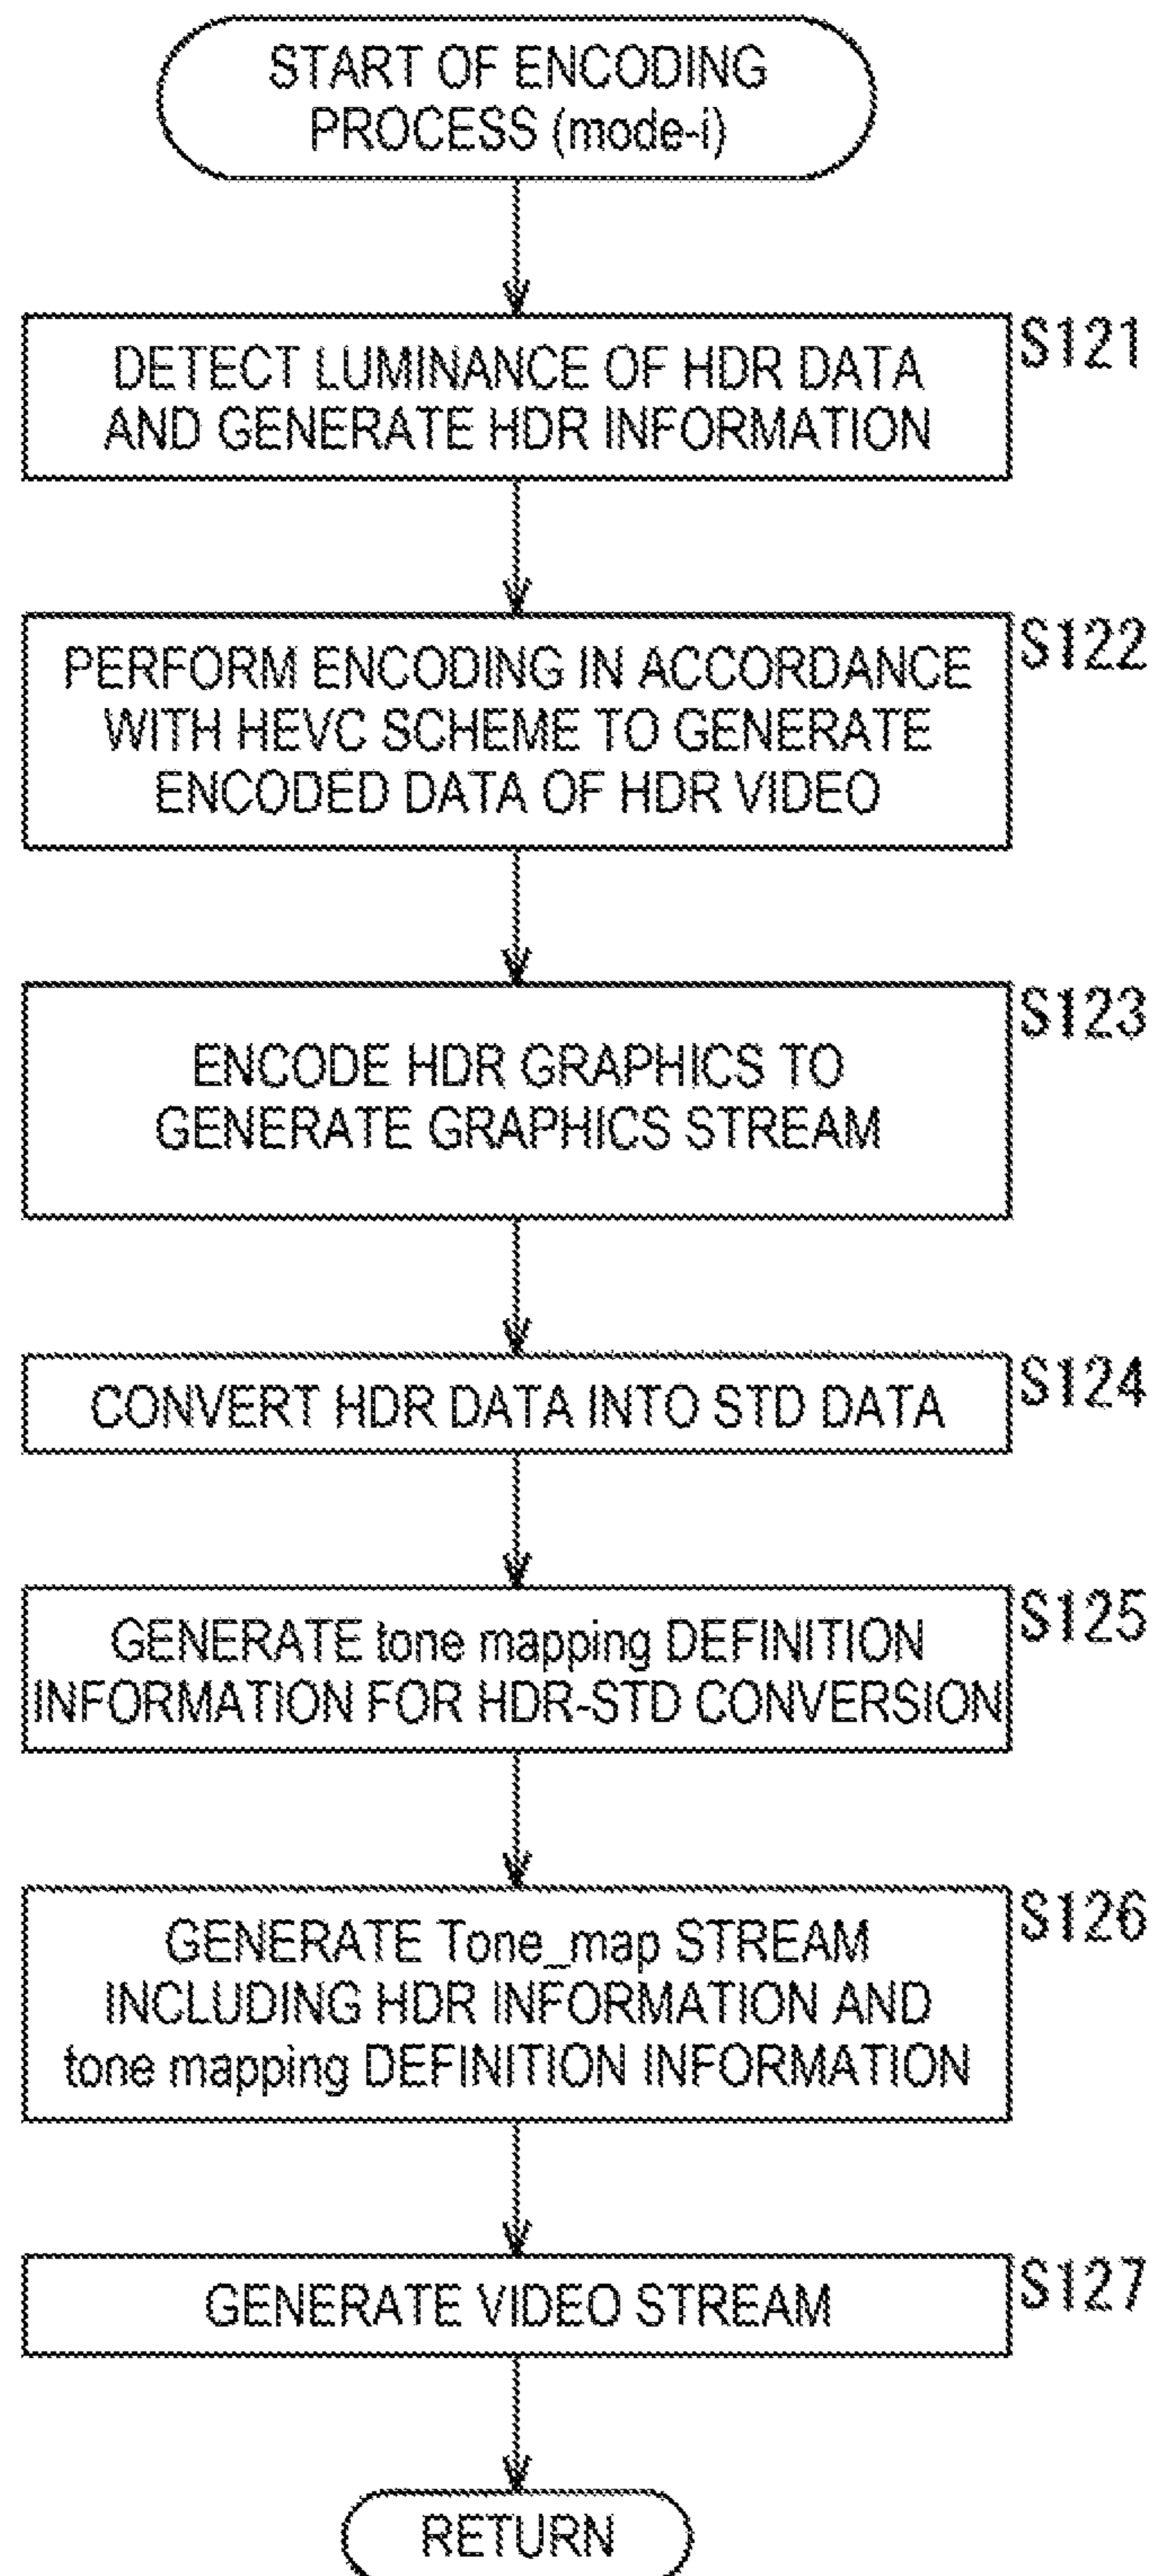 START OF ENCODING
PROCESS (mode-i)
S121
DETECT LUMINANCE OF HDR DATA
AND GENERATE HDR INFORMATION
S122
PERFORM ENCODING IN ACCORDANCE
WITH HEVC SCHEME TO GENERATE
ENCODED DATA OF HDR VIDEO
S123
ENCODE HDR GRAPHICS TO
GENERATE GRAPHICS STREAM
S124
CONVERT HDR DATA INTO STD DATA
S125
GENERATE tone mapping DEFINITION
INFORMATION FOR HDR-STD CONVERSION
S126
GENERATE Tone_map STREAM
INCLUDING HDR INFORMATION AND
tone mapping DEFINITION INFORMATION
S127
GENERATE VIDEO STREAM
RETURN